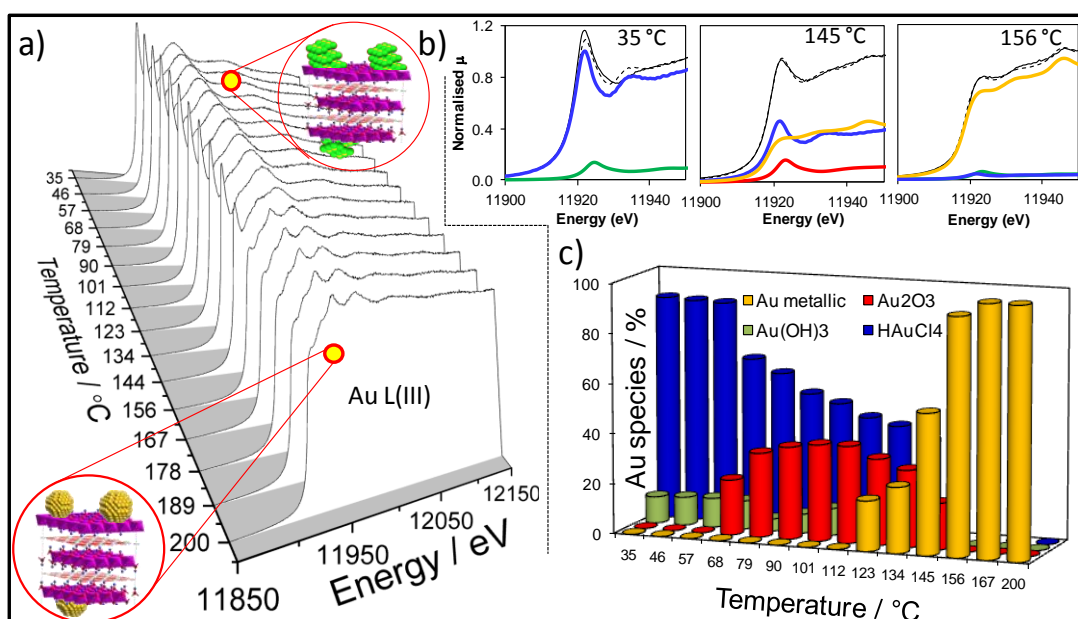 a)
35
46
57
68
79
90
101
112
123
134
144
156
167
178
189
200
Temperature / °C
11850
11950
12050
12150
Energy / eV
Au L(III)
b)
Normalised µ
1.2
0.8
0.4
0.0
35 °C
145 °C
156 °C
11900 11920 11940
11900 11920 11940
11900 11920 11940
Energy (eV) Energy (eV) Energy (eV)
c)
Au species / %
100
80
60
40
20
0
Au metallic Au2O3
Au(OH)3 HAuCl4
35 46 57 68 79 90 101 112 123 134 145 156 167 200
Temperature / °C